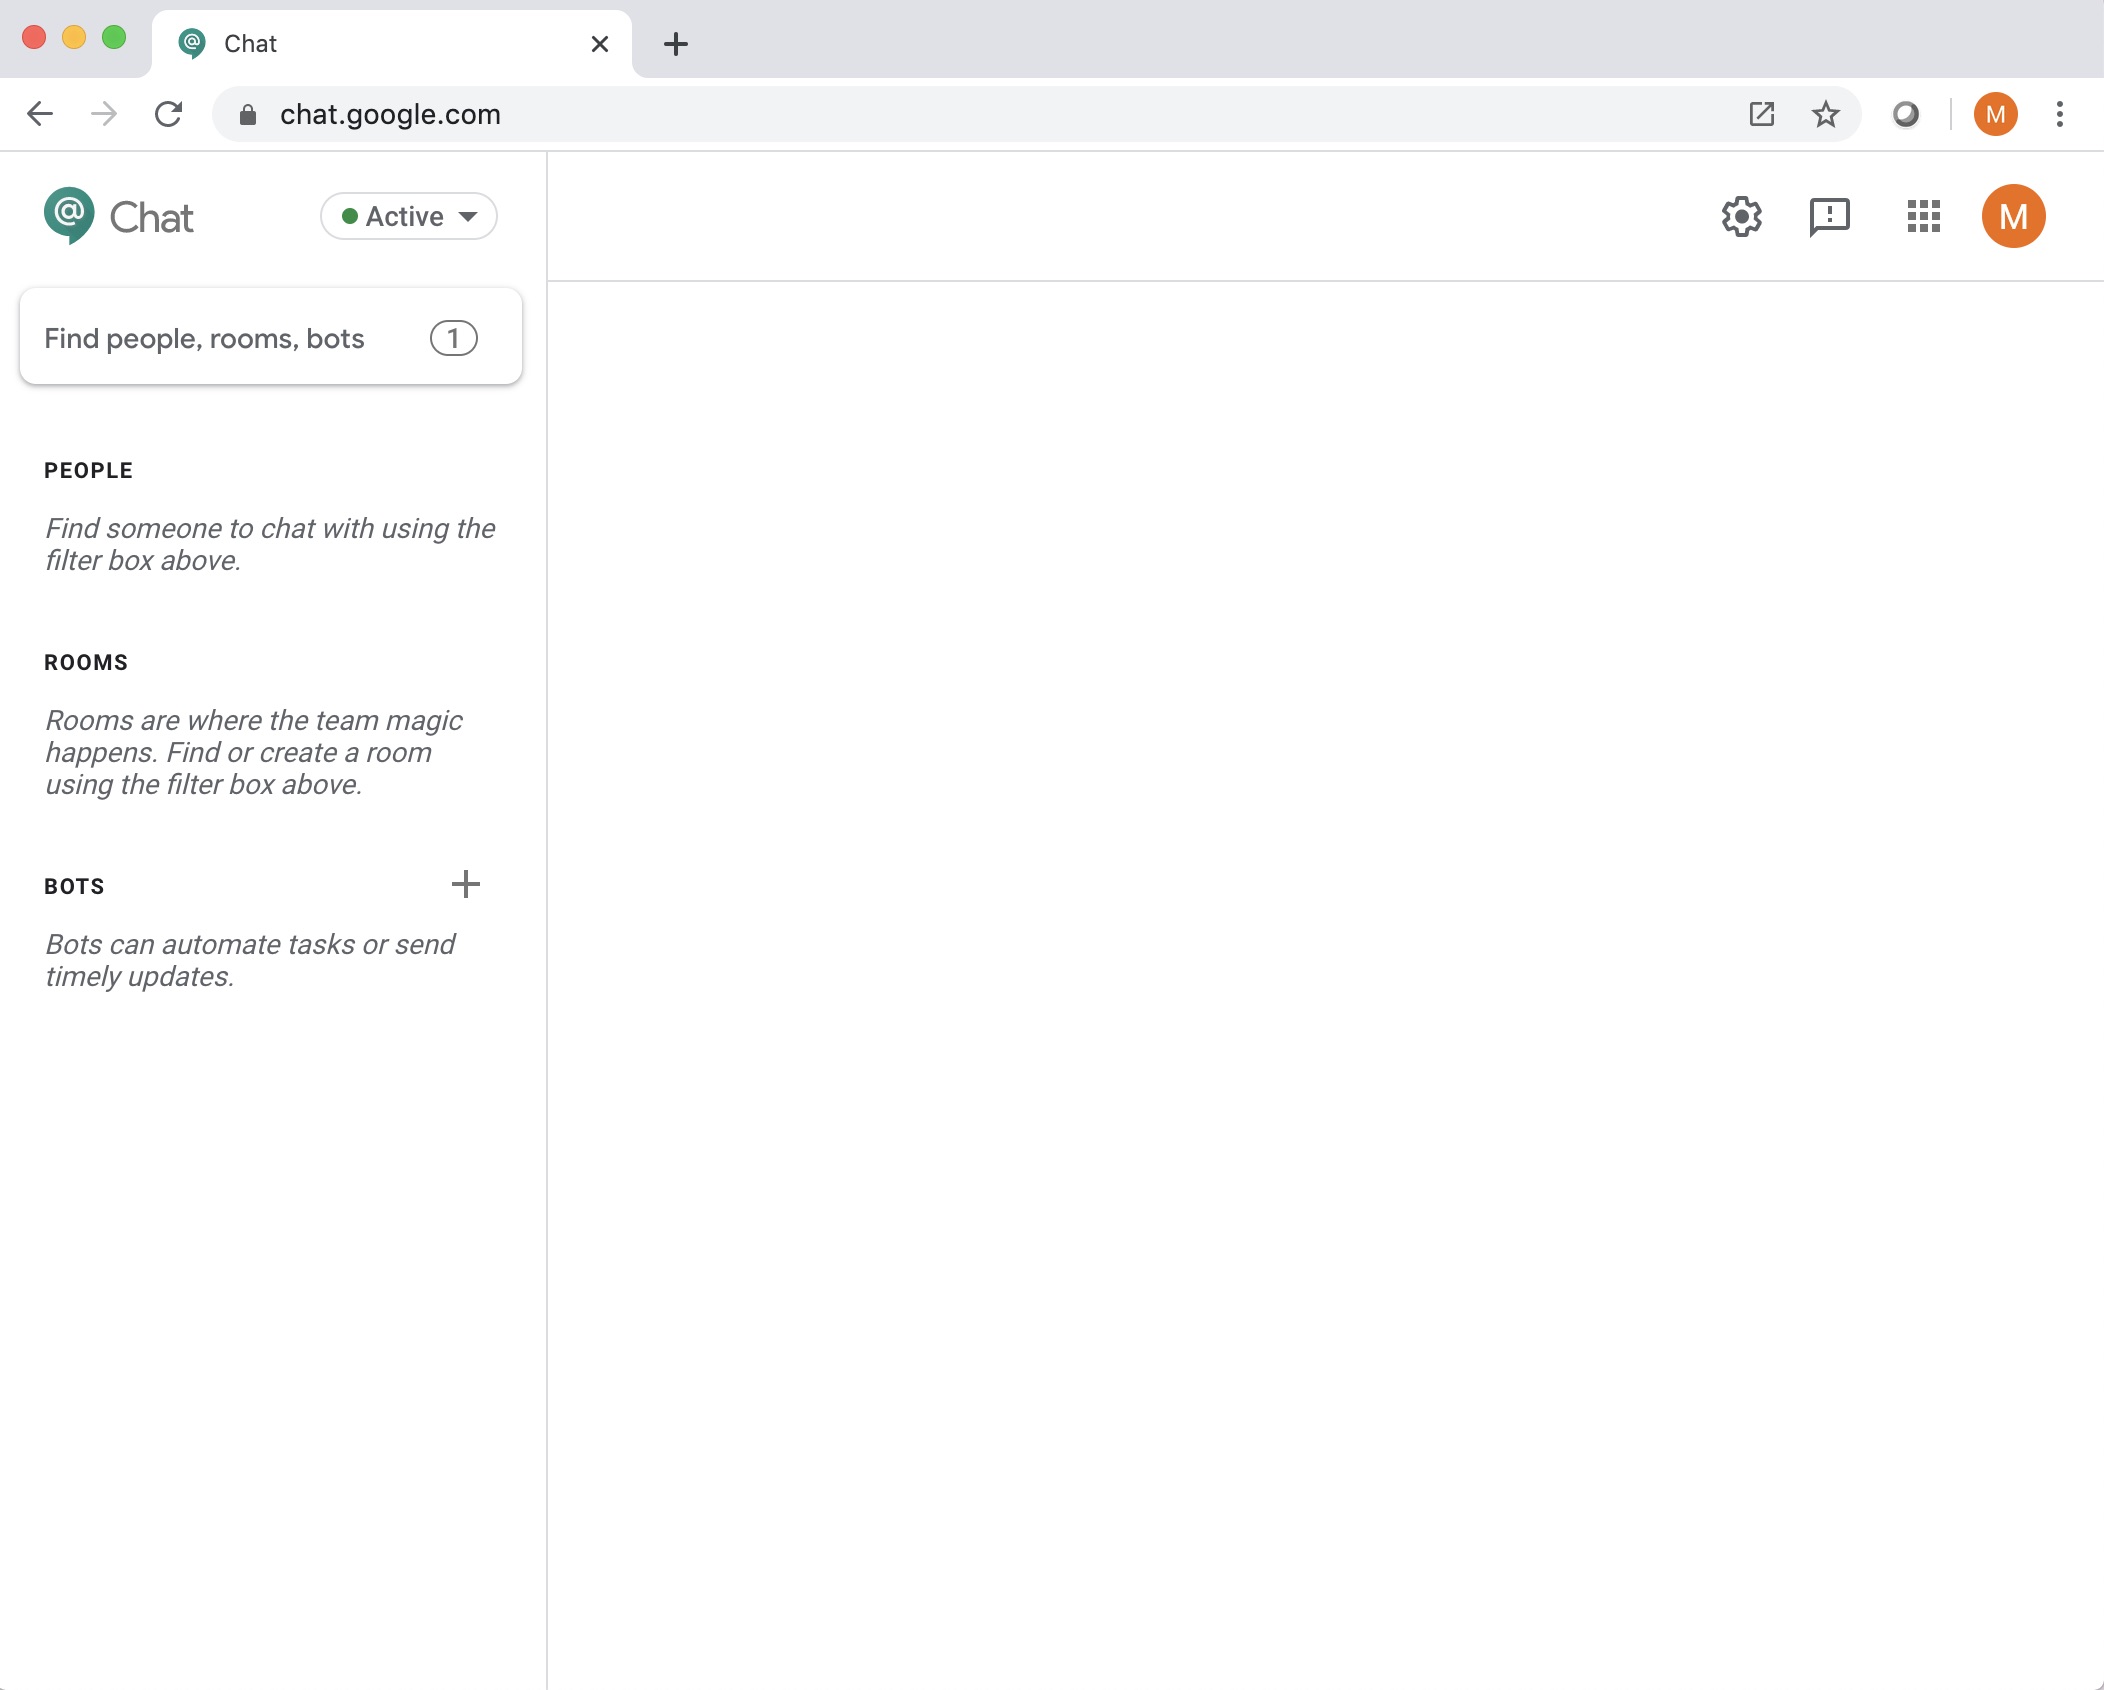 Chat
chat.google.com
M
@ Chat
Active
M
Find people, rooms, bots
1
PEOPLE
Find someone to chat with using the
filter box above.
ROOMS
Rooms are where the team magic
happens. Find or create a room
using the filter box above.
BOTS
Bots can automate tasks or send
timely updates.